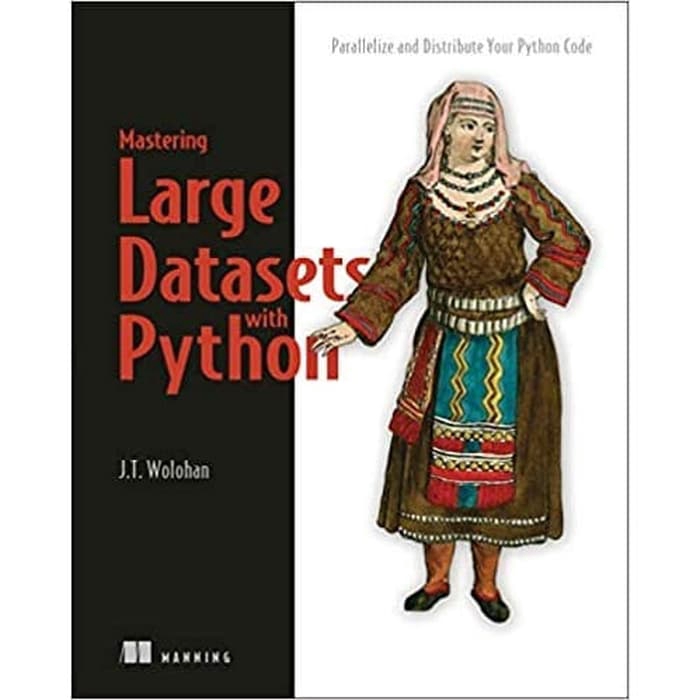 Parallelize and Distribute Your Python Code
Mastering
Large
Datasets
with
Python
J.T. Wolohan
MANNING